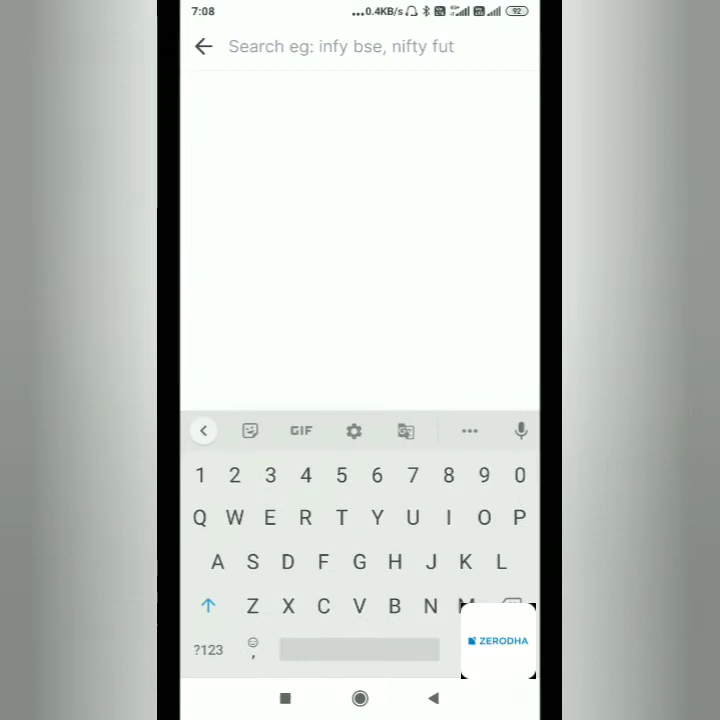 7:08 ...0.4KB/s 92
Search eg: infy bse, nifty fut
GIF
1 2 3 4 5 6 7 8 9 0
Q W E R T Y U I O P
A S D F G H J K L
Z X C V B N M
?123 ,
ZERODHA